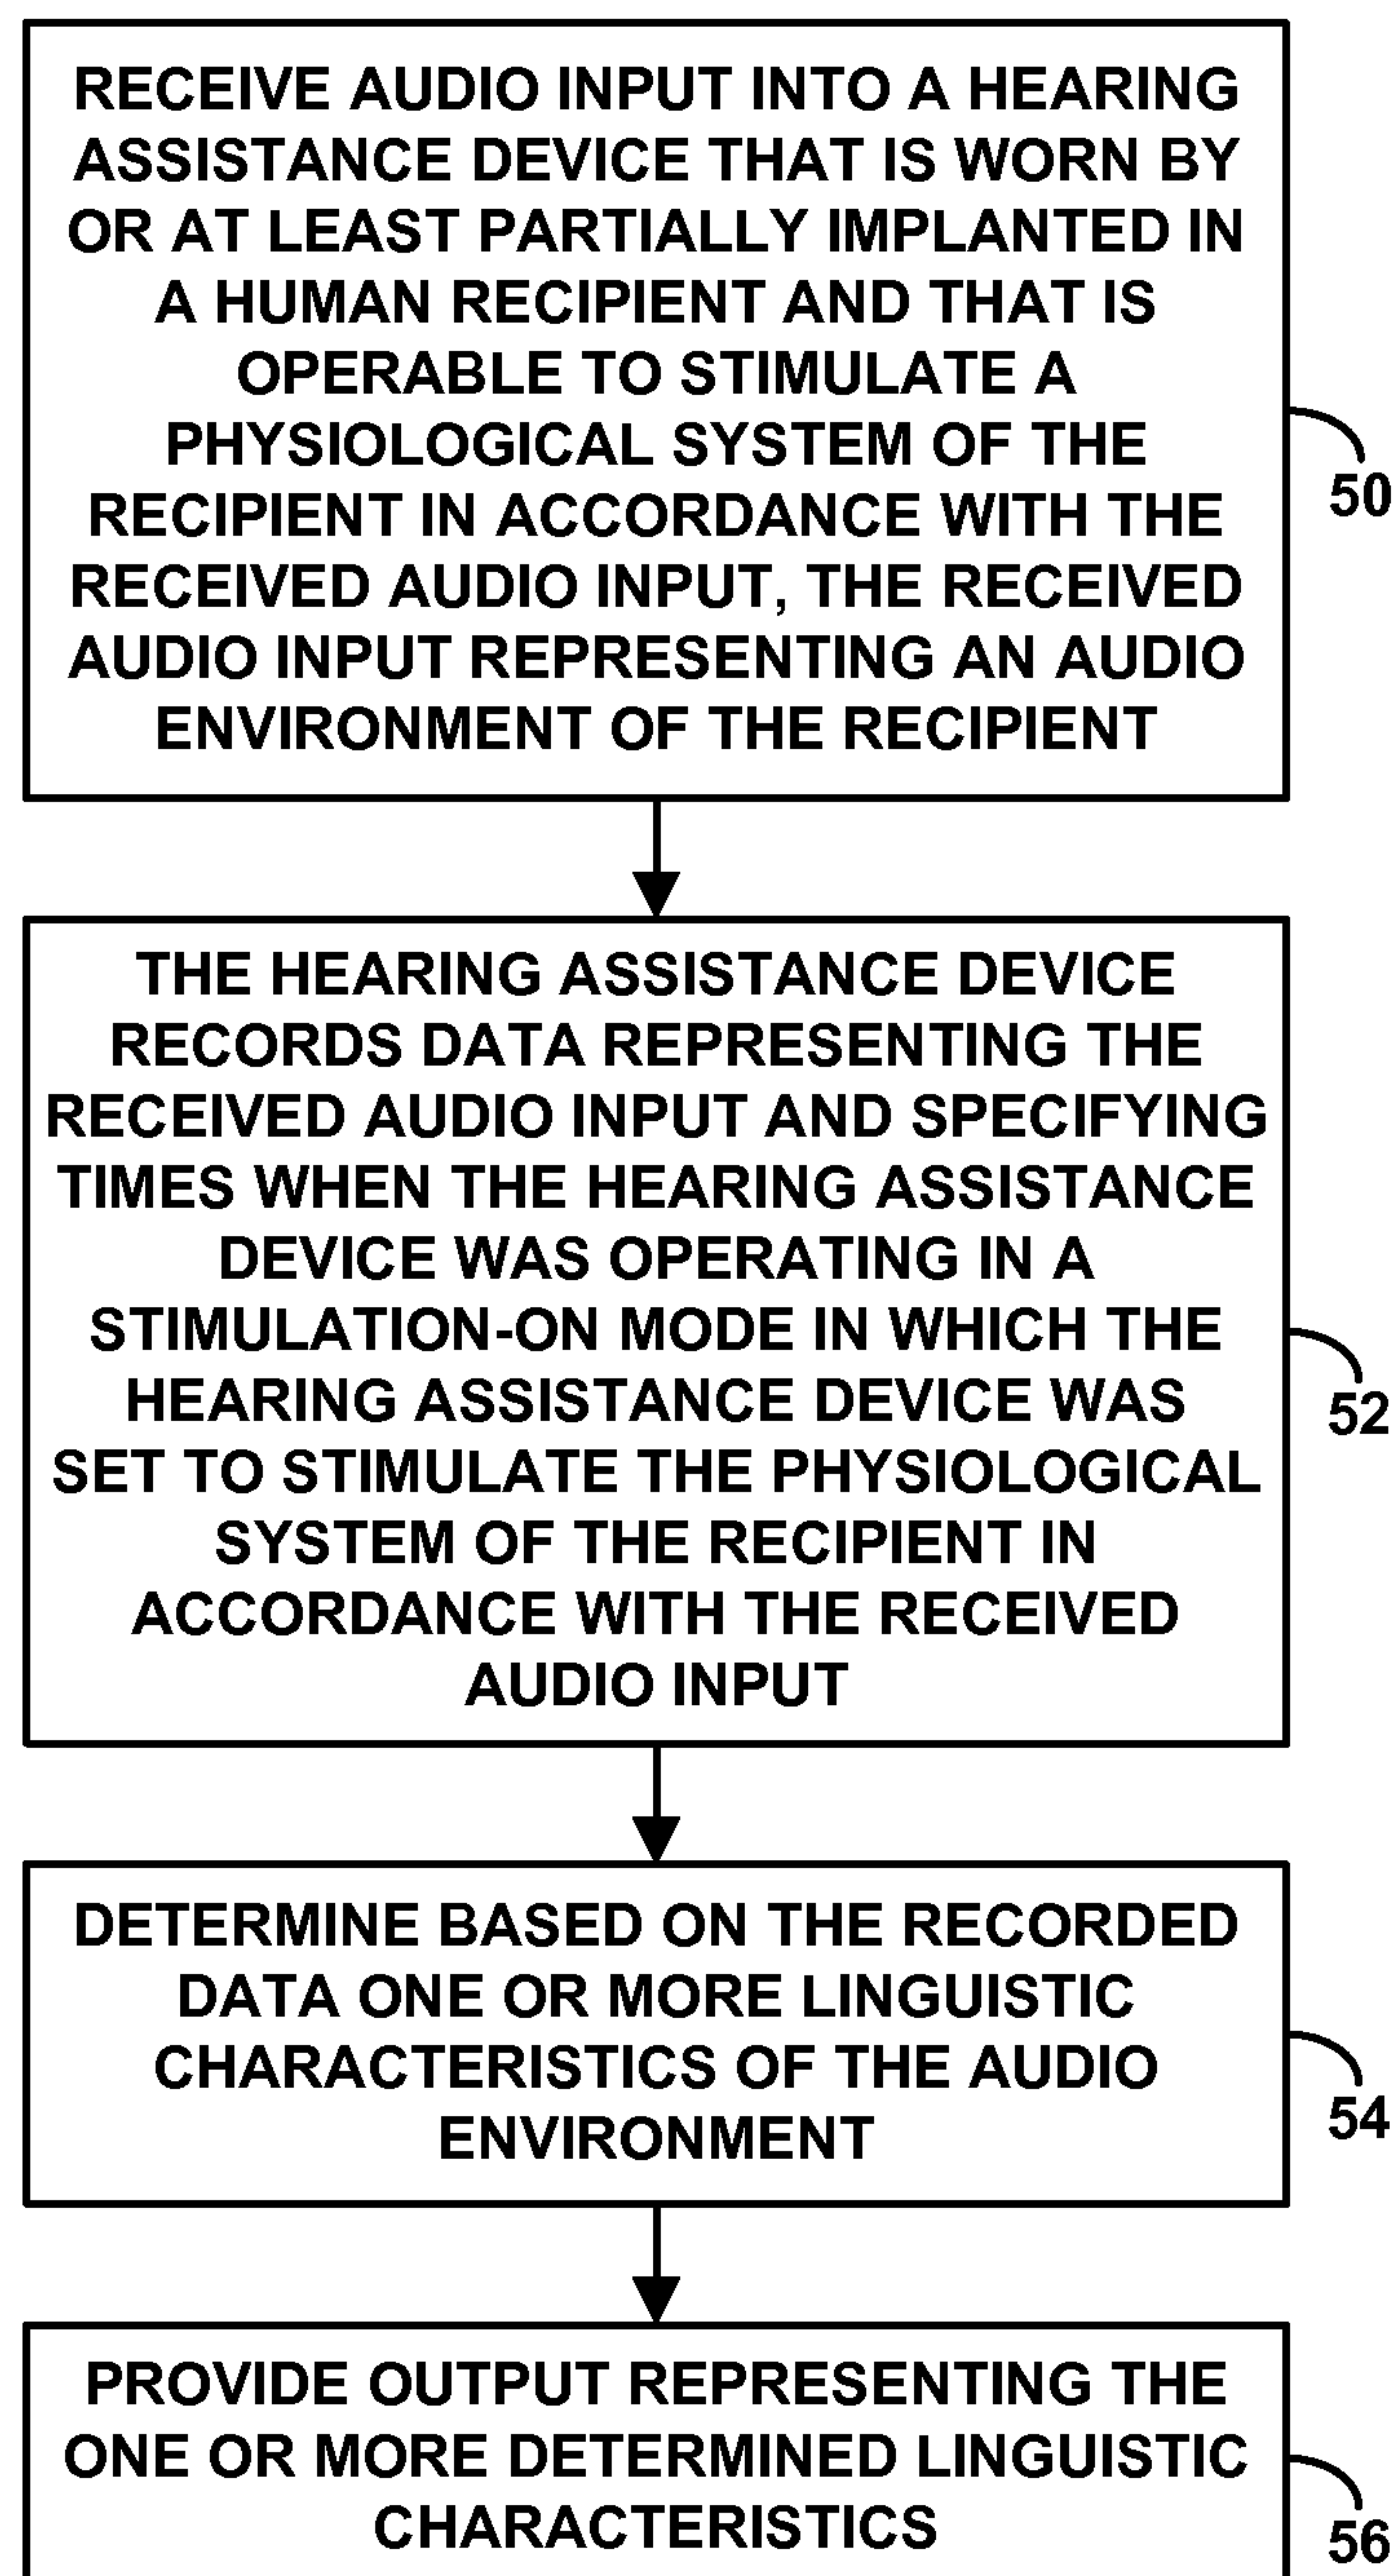 RECEIVE AUDIO INPUT INTO A HEARING
ASSISTANCE DEVICE THAT IS WORN BY
OR AT LEAST PARTIALLY IMPLANTED IN
A HUMAN RECIPIENT AND THAT IS
OPERABLE TO STIMULATE A
PHYSIOLOGICAL SYSTEM OF THE
RECIPIENT IN ACCORDANCE WITH THE
RECEIVED AUDIO INPUT, THE RECEIVED
AUDIO INPUT REPRESENTING AN AUDIO
ENVIRONMENT OF THE RECIPIENT
50
THE HEARING ASSISTANCE DEVICE
RECORDS DATA REPRESENTING THE
RECEIVED AUDIO INPUT AND SPECIFYING
TIMES WHEN THE HEARING ASSISTANCE
DEVICE WAS OPERATING IN A
STIMULATION-ON MODE IN WHICH THE
HEARING ASSISTANCE DEVICE WAS
SET TO STIMULATE THE PHYSIOLOGICAL
SYSTEM OF THE RECIPIENT IN
ACCORDANCE WITH THE RECEIVED
AUDIO INPUT
52
DETERMINE BASED ON THE RECORDED
DATA ONE OR MORE LINGUISTIC
CHARACTERISTICS OF THE AUDIO
ENVIRONMENT
54
PROVIDE OUTPUT REPRESENTING THE
ONE OR MORE DETERMINED LINGUISTIC
CHARACTERISTICS
56